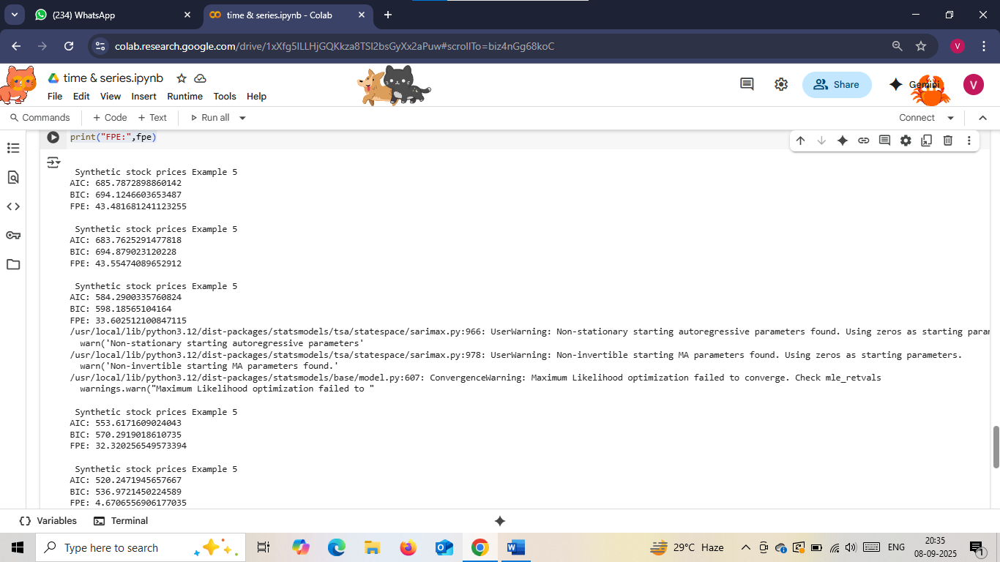 (234) WhatsApp
time & series.ipynb - Colab
colab.research.google.com/drive/1xXfg5ILLHjGQKkza8TSI2bsGyXx2aPuw#scrollTo=biz4nGg68koC
V
time & series.ipynb
File Edit View Insert Runtime Tools Help
Share
Gemini
V
Commands + Code + Text Run all
Connect
print("FPE:",fpe)
Synthetic stock prices Example 5
AIC: 685.7872898860142
BIC: 694.1246603653487
FPE: 43.481681241123255
Synthetic stock prices Example 5
AIC: 683.7625291477818
BIC: 694.879023120228
FPE: 43.55474089652912
Synthetic stock prices Example 5
AIC: 584.2900335760824
BIC: 598.18565104164
FPE: 33.602512100847115
/usr/local/lib/python3.12/dist-packages/statsmodels/tsa/statespace/sarimax.py:966: UserWarning: Non-stationary starting autoregressive parameters found. Using zeros as starting para
warn('Non-stationary starting autoregressive parameters'
/usr/local/lib/python3.12/dist-packages/statsmodels/tsa/statespace/sarimax.py:978: UserWarning: Non-invertible starting MA parameters found. Using zeros as starting parameters.
warn('Non-invertible starting MA parameters found.'
/usr/local/lib/python3.12/dist-packages/statsmodels/base/model.py:607: ConvergenceWarning: Maximum Likelihood optimization failed to converge. Check mle_retvals
warnings.warn("Maximum Likelihood optimization failed to "
Synthetic stock prices Example 5
AIC: 553.6171609024043
BIC: 570.2919018610735
FPE: 32.320256549573394
Synthetic stock prices Example 5
AIC: 520.2471945657667
BIC: 536.9721450224589
FPE: 4.6706556906177035
Variables Terminal
Type here to search
29°C Haze
ENG
20:35
08-09-2025
1